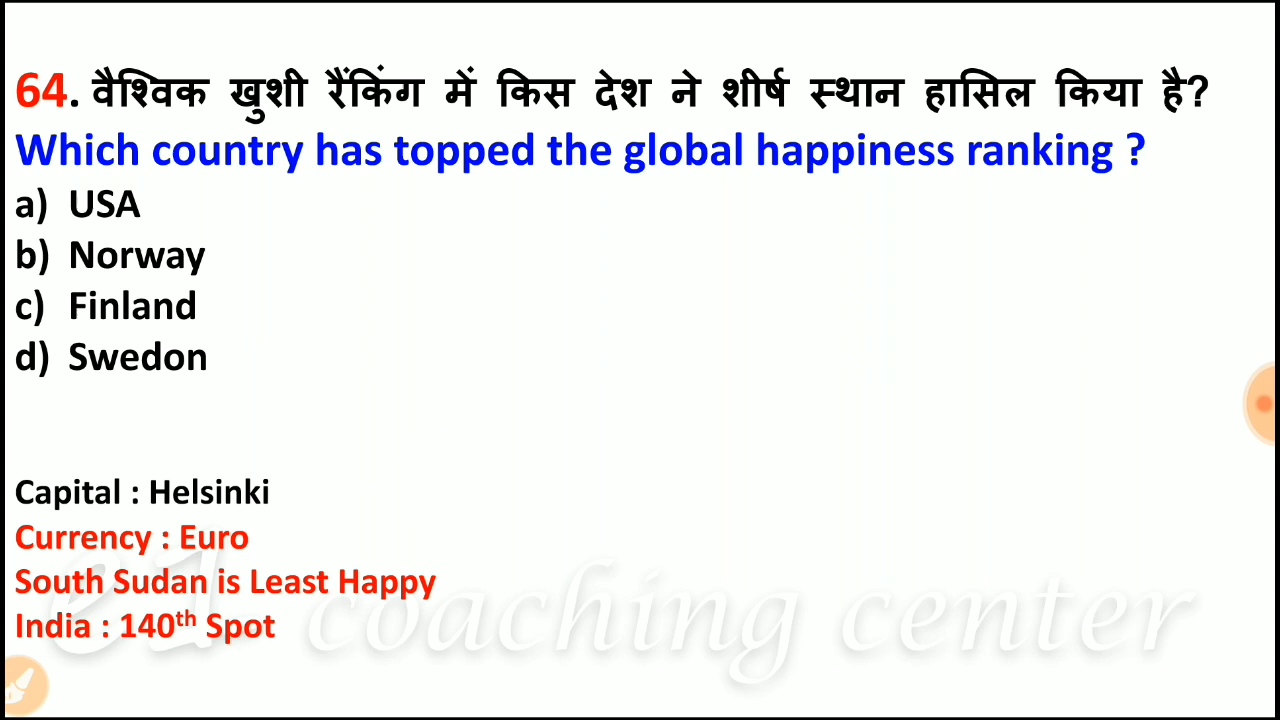 64. वैश्विक खुशी रैंकिंग में किस देश ने शीर्ष स्थान हासिल किया है?
Which country has topped the global happiness ranking ?
a) USA
b) Norway
c) Finland
d) Swedon
Capital : Helsinki
Currency : Euro
South Sudan is Least Happy
India : 140th Spot
e1 coaching center